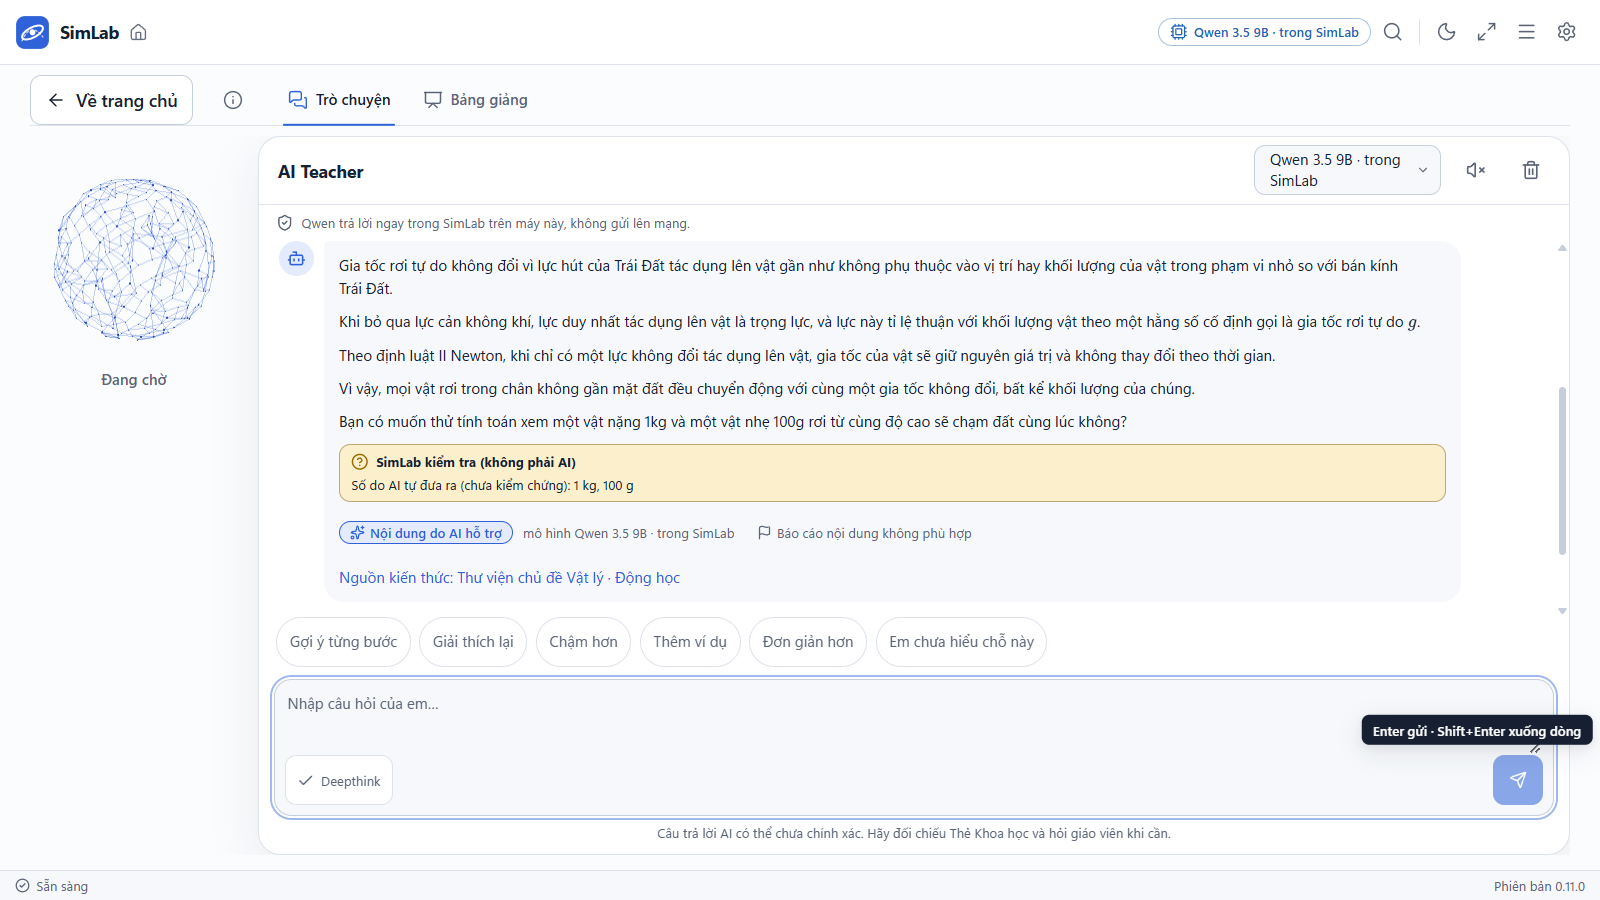 SimLab
Qwen 3.5 9B · trong SimLab
Về trang chủ
Trò chuyện
Bảng giảng
Đang chờ
AI Teacher
Qwen 3.5 9B · trong
SimLab
Qwen trả lời ngay trong SimLab trên máy này, không gửi lên mạng.
Gia tốc rơi tự do không đổi vì lực hút của Trái Đất tác dụng lên vật gần như không phụ thuộc vào vị trí hay khối lượng của vật trong phạm vi nhỏ so với bán kính
Trái Đất.
Khi bỏ qua lực cản không khí, lực duy nhất tác dụng lên vật là trọng lực, và lực này tỉ lệ thuận với khối lượng vật theo một hằng số cố định gọi là gia tốc rơi tự do g.
Theo định luật II Newton, khi chỉ có một lực không đổi tác dụng lên vật, gia tốc của vật sẽ giữ nguyên giá trị và không thay đổi theo thời gian.
Vì vậy, mọi vật rơi trong chân không gần mặt đất đều chuyển động với cùng một gia tốc không đổi, bất kể khối lượng của chúng.
Bạn có muốn thử tính toán xem một vật nặng 1kg và một vật nhẹ 100g rơi từ cùng độ cao sẽ chạm đất cùng lúc không?
SimLab kiểm tra (không phải AI)
Số do AI tự đưa ra (chưa kiểm chứng): 1 kg, 100 g
Nội dung do AI hỗ trợ
mô hình Qwen 3.5 9B · trong SimLab
Báo cáo nội dung không phù hợp
Nguồn kiến thức: Thư viện chủ đề Vật lý · Động học
Gợi ý từng bước
Giải thích lại
Chậm hơn
Thêm ví dụ
Đơn giản hơn
Em chưa hiểu chỗ này
Nhập câu hỏi của em...
Enter gửi · Shift+Enter xuống dòng
Deepthink
Câu trả lời AI có thể chưa chính xác. Hãy đối chiếu Thẻ Khoa học và hỏi giáo viên khi cần.
Sẵn sàng
Phiên bản 0.11.0